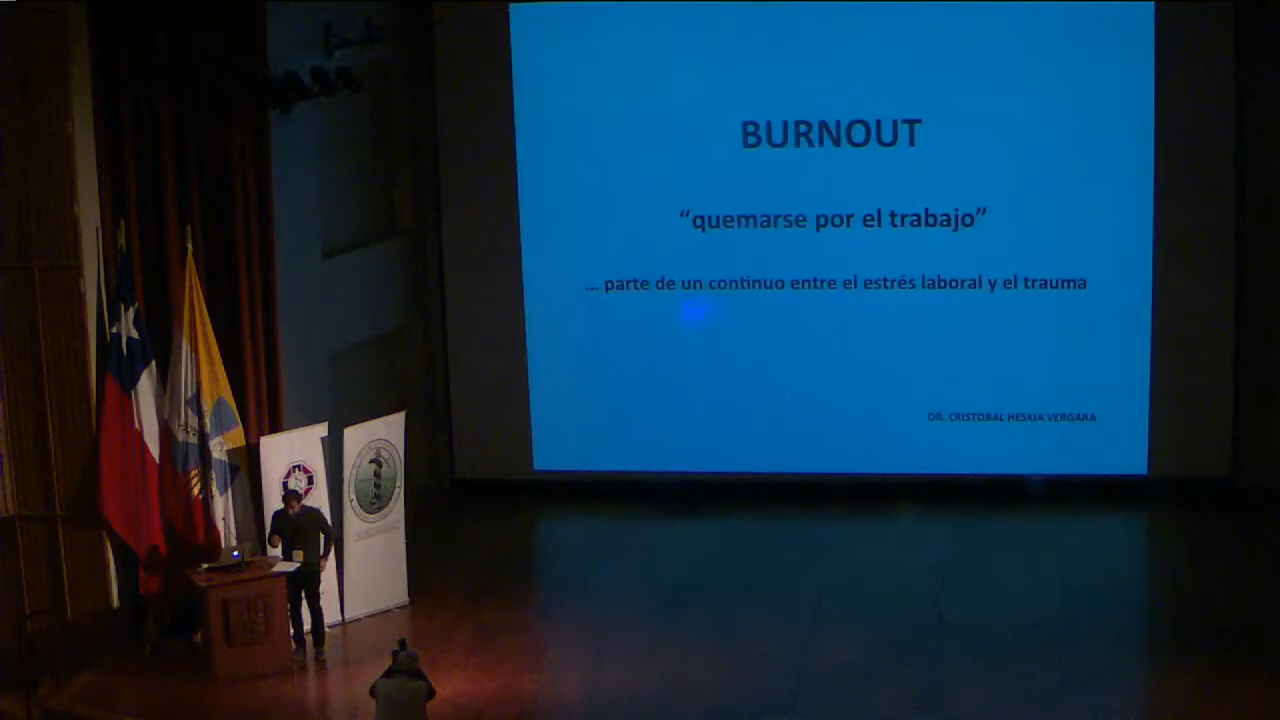 BURNOUT
“quemarse por el trabajo”
... parte de un continuo entre el estrés laboral y el trauma
DR. CRISTOBAL HESKIA VERGARA